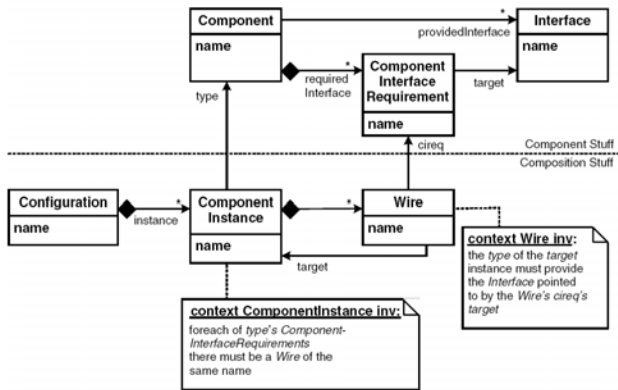 Component
name
*
providedInterface
Interface
name
*
required
Interface
Component
Interface
Requirement
name
target
type
cireq
Component Stuff
Composition Stuff
Configuration
name
*
instance
Component
Instance
name
*
Wire
name
target
context Wire inv:
the type of the target
instance must provide
the Interface pointed
to by the Wire's cireq's
target
context ComponentInstance inv:
foreach of type's Component-
InterfaceRequirements
there must be a Wire of the
same name